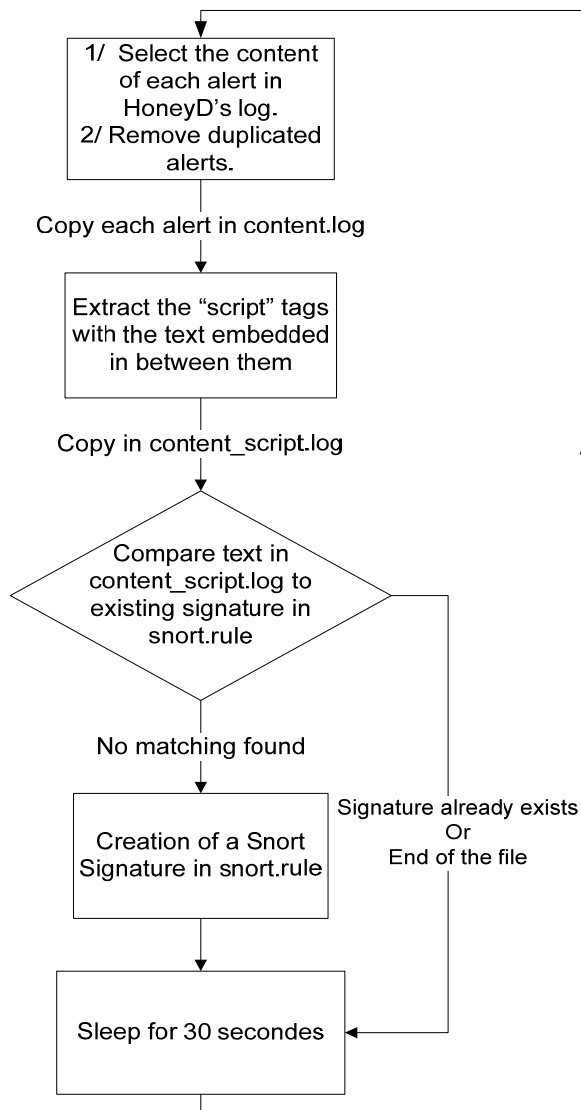 1/ Select the content
of each alert in
HoneyD’s log.
2/ Remove duplicated
alerts.
Copy each alert in content.log
Extract the “script” tags
with the text embedded
in between them
Copy in content_script.log
Compare text in
content_script.log to
existing signature in
snort.rule
No matching found
Signature already exists
Or
End of the file
Creation of a Snort
Signature in snort.rule
Sleep for 30 secondes